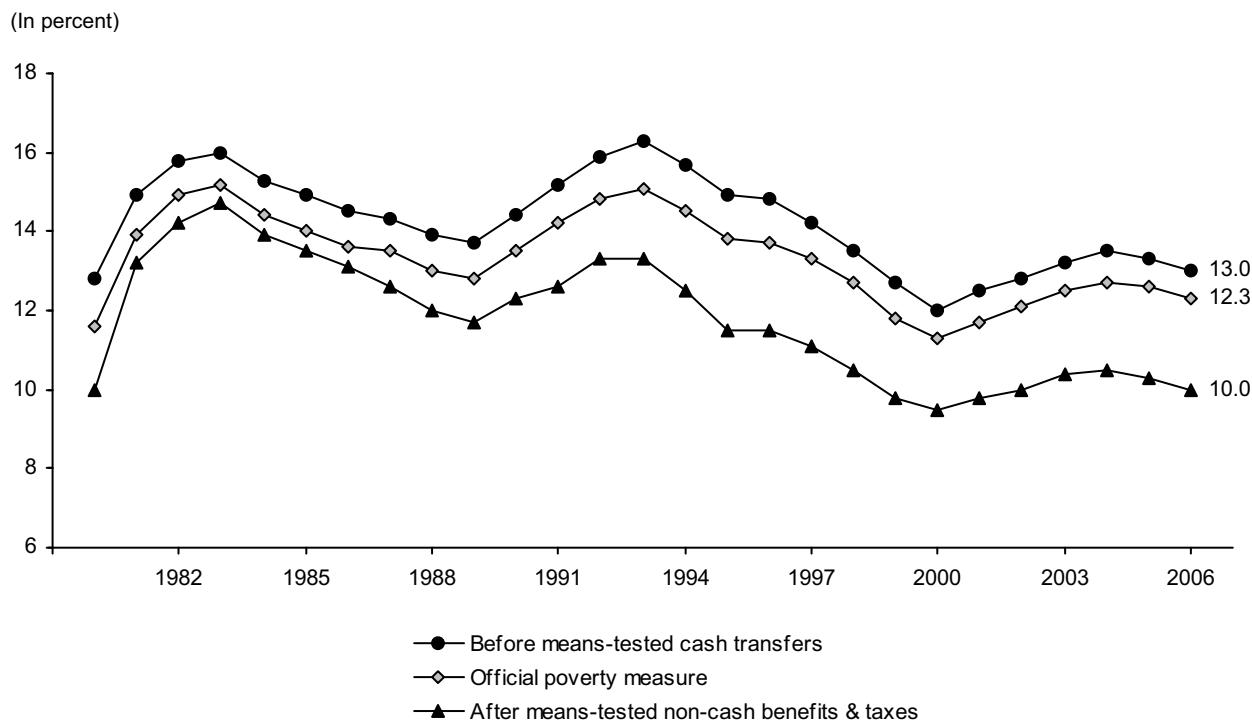 (In percent)
18
16
14
12
10
8
6
13.0
12.3
10.0
1982 1985 1988 1991 1994 1997 2000 2003 2006
Before means-tested cash transfers
Official poverty measure
After means-tested non-cash benefits & taxes